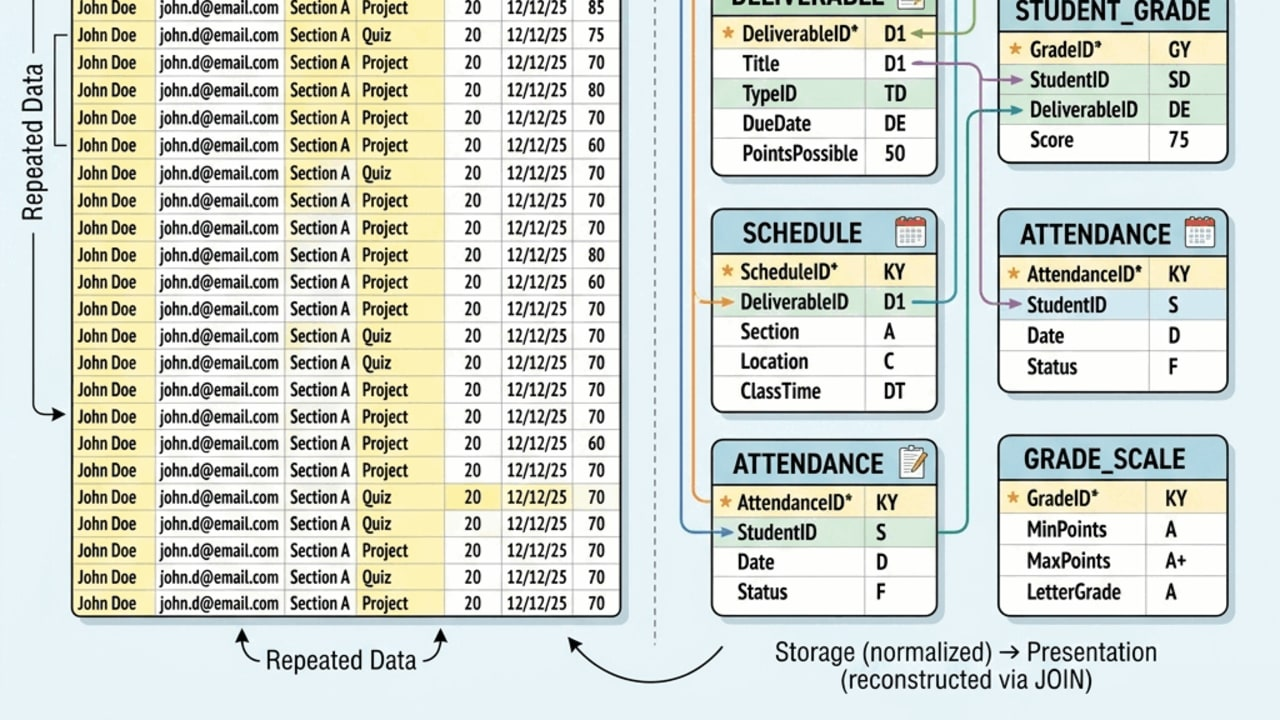 John Doe john.d@email.com Section A Project 20 12/12/25 85
John Doe john.d@email.com Section A Quiz 20 12/12/25 75
John Doe john.d@email.com Section A Project 20 12/12/25 70
John Doe john.d@email.com Section A Project 20 12/12/25 80
John Doe john.d@email.com Section A Project 20 12/12/25 70
John Doe john.d@email.com Section A Project 20 12/12/25 60
John Doe john.d@email.com Section A Quiz 20 12/12/25 70
John Doe john.d@email.com Section A Project 20 12/12/25 70
John Doe john.d@email.com Section A Project 20 12/12/25 70
John Doe john.d@email.com Section A Project 20 12/12/25 80
John Doe john.d@email.com Section A Project 20 12/12/25 60
John Doe john.d@email.com Section A Project 20 12/12/25 70
John Doe john.d@email.com Section A Quiz 20 12/12/25 70
John Doe john.d@email.com Section A Quiz 20 12/12/25 70
John Doe john.d@email.com Section A Project 20 12/12/25 70
John Doe john.d@email.com Section A Project 20 12/12/25 70
John Doe john.d@email.com Section A Project 20 12/12/25 60
John Doe john.d@email.com Section A Project 20 12/12/25 70
John Doe john.d@email.com Section A Quiz 20 12/12/25 70
John Doe john.d@email.com Section A Quiz 20 12/12/25 70
John Doe john.d@email.com Section A Project 20 12/12/25 70
John Doe john.d@email.com Section A Quiz 20 12/12/25 70
John Doe john.d@email.com Section A Project 20 12/12/25 70
Repeated Data
Repeated Data
DELIVERABLE
DeliverableID* D1
Title D1
TypeID TD
DueDate DE
PointsPossible 50
STUDENT_GRADE
GradeID* GY
StudentID SD
DeliverableID DE
Score 75
SCHEDULE
ScheduleID* KY
DeliverableID D1
Section A
Location C
ClassTime DT
ATTENDANCE
AttendanceID* KY
StudentID S
Date D
Status F
ATTENDANCE
AttendanceID* KY
StudentID S
Date D
Status F
GRADE_SCALE
GradeID* KY
MinPoints A
MaxPoints A+
LetterGrade A
Storage (normalized) → Presentation
(reconstructed via JOIN)